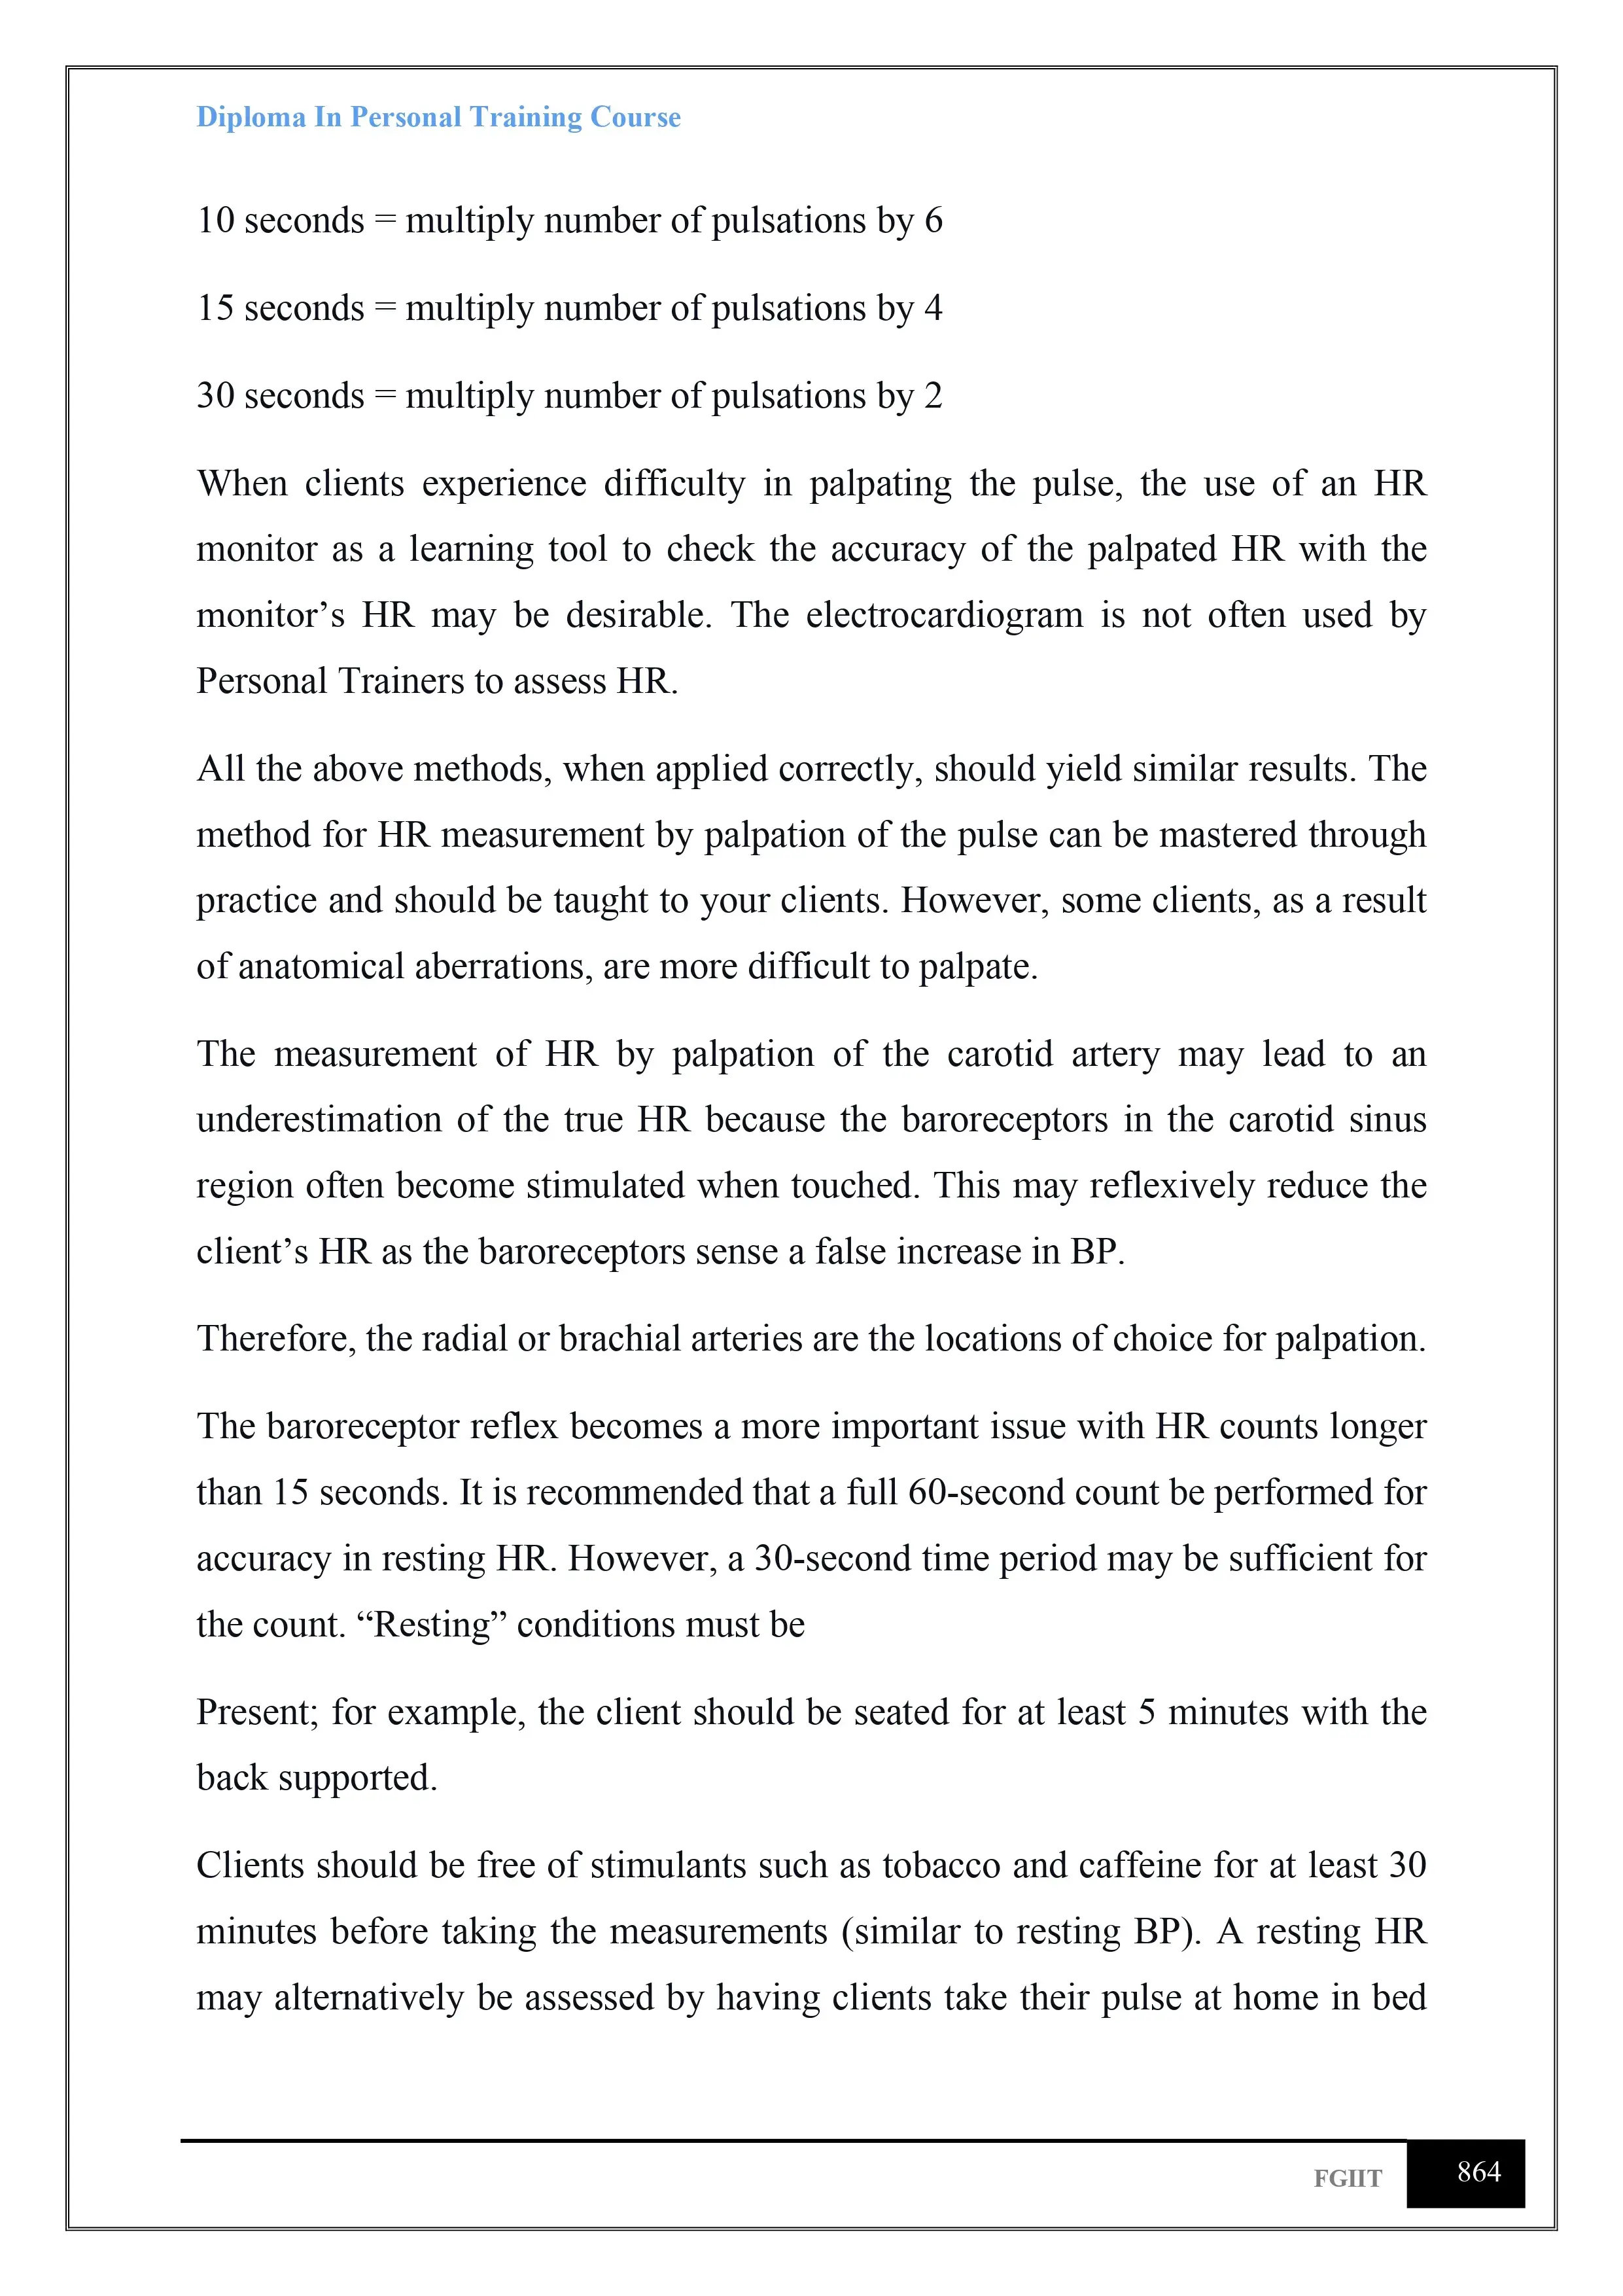 Diploma In Personal Training Course
10 seconds = multiply number of pulsations by 6
15 seconds = multiply number of pulsations by 4
30 seconds = multiply number of pulsations by 2
When clients experience difficulty in palpating the pulse, the use of an HR
monitor as a learning tool to check the accuracy of the palpated HR with the
monitor’s HR may be desirable. The electrocardiogram is not often used by
Personal Trainers to assess HR.
All the above methods, when applied correctly, should yield similar results. The
method for HR measurement by palpation of the pulse can be mastered through
practice and should be taught to your clients. However, some clients, as a result
of anatomical aberrations, are more difficult to palpate.
The measurement of HR by palpation of the carotid artery may lead to an
underestimation of the true HR because the baroreceptors in the carotid sinus
region often become stimulated when touched. This may reflexively reduce the
client’s HR as the baroreceptors sense a false increase in BP.
Therefore, the radial or brachial arteries are the locations of choice for palpation.
The baroreceptor reflex becomes a more important issue with HR counts longer
than 15 seconds. It is recommended that a full 60-second count be performed for
accuracy in resting HR. However, a 30-second time period may be sufficient for
the count. “Resting” conditions must be
Present; for example, the client should be seated for at least 5 minutes with the
back supported.
Clients should be free of stimulants such as tobacco and caffeine for at least 30
minutes before taking the measurements (similar to resting BP). A resting HR
may alternatively be assessed by having clients take their pulse at home in bed
FGIIT 864